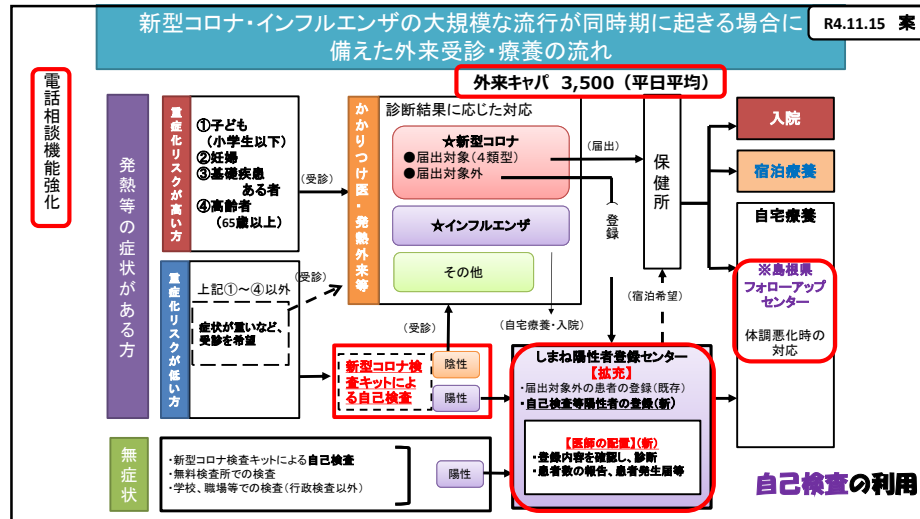 新型コロナ・インフルエンザの大規模な流行が同時期に起きる場合に
備えた外来受診・療養の流れ
R4.11.15 案
電話相談機能強化
外来キャパ 3,500（平日平均）
発熱等の症状がある方
重症化リスクが高い方
①子ども
（小学生以下）
②妊婦
③基礎疾患
ある者
④高齢者
（65歳以上）
（受診）
かかりつけ医・発熱外来等
診断結果に応じた対応
☆新型コロナ
●届出対象（４類型）
●届出対象外
☆インフルエンザ
その他
（届出）
（登録）
保健所
入院
宿泊療養
自宅療養
※島根県
フォローアップ
センター
体調悪化時の
対応
重症化リスクが低い方
上記①～④以外
症状が重いなど、
受診を希望
（受診）
（受診）
（自宅療養・入院）
（宿泊希望）
新型コロナ検
査キットによ
る自己検査
陰性
陽性
しまね陽性者登録センター
【拡充】
・届出対象外の患者の登録（既存）
・自己検査等陽性者の登録（新）
【医師の配置】（新）
・登録内容を確認し、診断
・患者数の報告、患者発生届等
無症状
・新型コロナ検査キットによる自己検査
・無料検査所での検査
・学校、職場等での検査（行政検査以外）
陽性
自己検査の利用